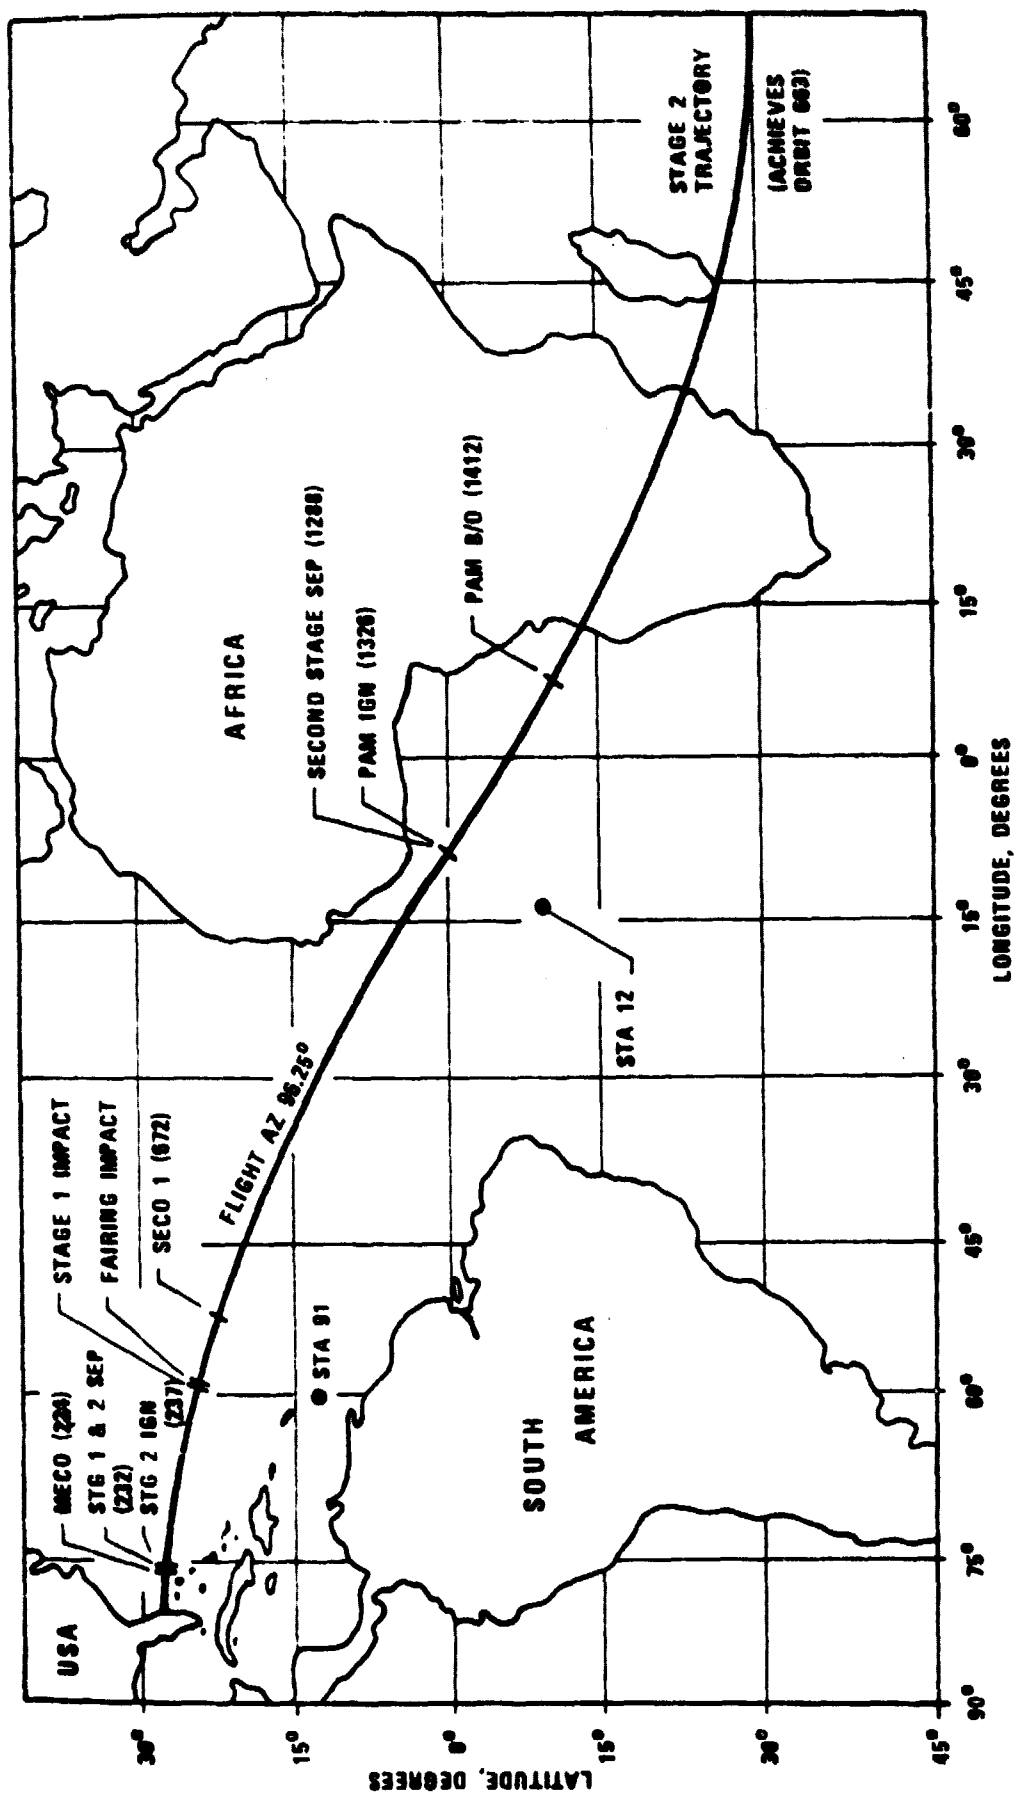 USA
MECO (224)
STG 1 & 2 SEP
(232)
STG 2 IGN
(237)
STAGE 1 IMPACT
FAIRING IMPACT
SECO 1 (672)
FLIGHT AZ 96.25°
STA 91
SOUTH
AMERICA
STA 12
AFRICA
SECOND STAGE SEP (1288)
PAM IGN (1326)
PAM B/O (1412)
STAGE 2
TRAJECTORY
(ACHIEVES
ORBIT 663)
30°
15°
0°
15°
30°
45°
LATITUDE, DEGREES
90°
75°
60°
45°
30°
15°
0°
15°
30°
45°
60°
LONGITUDE, DEGREES